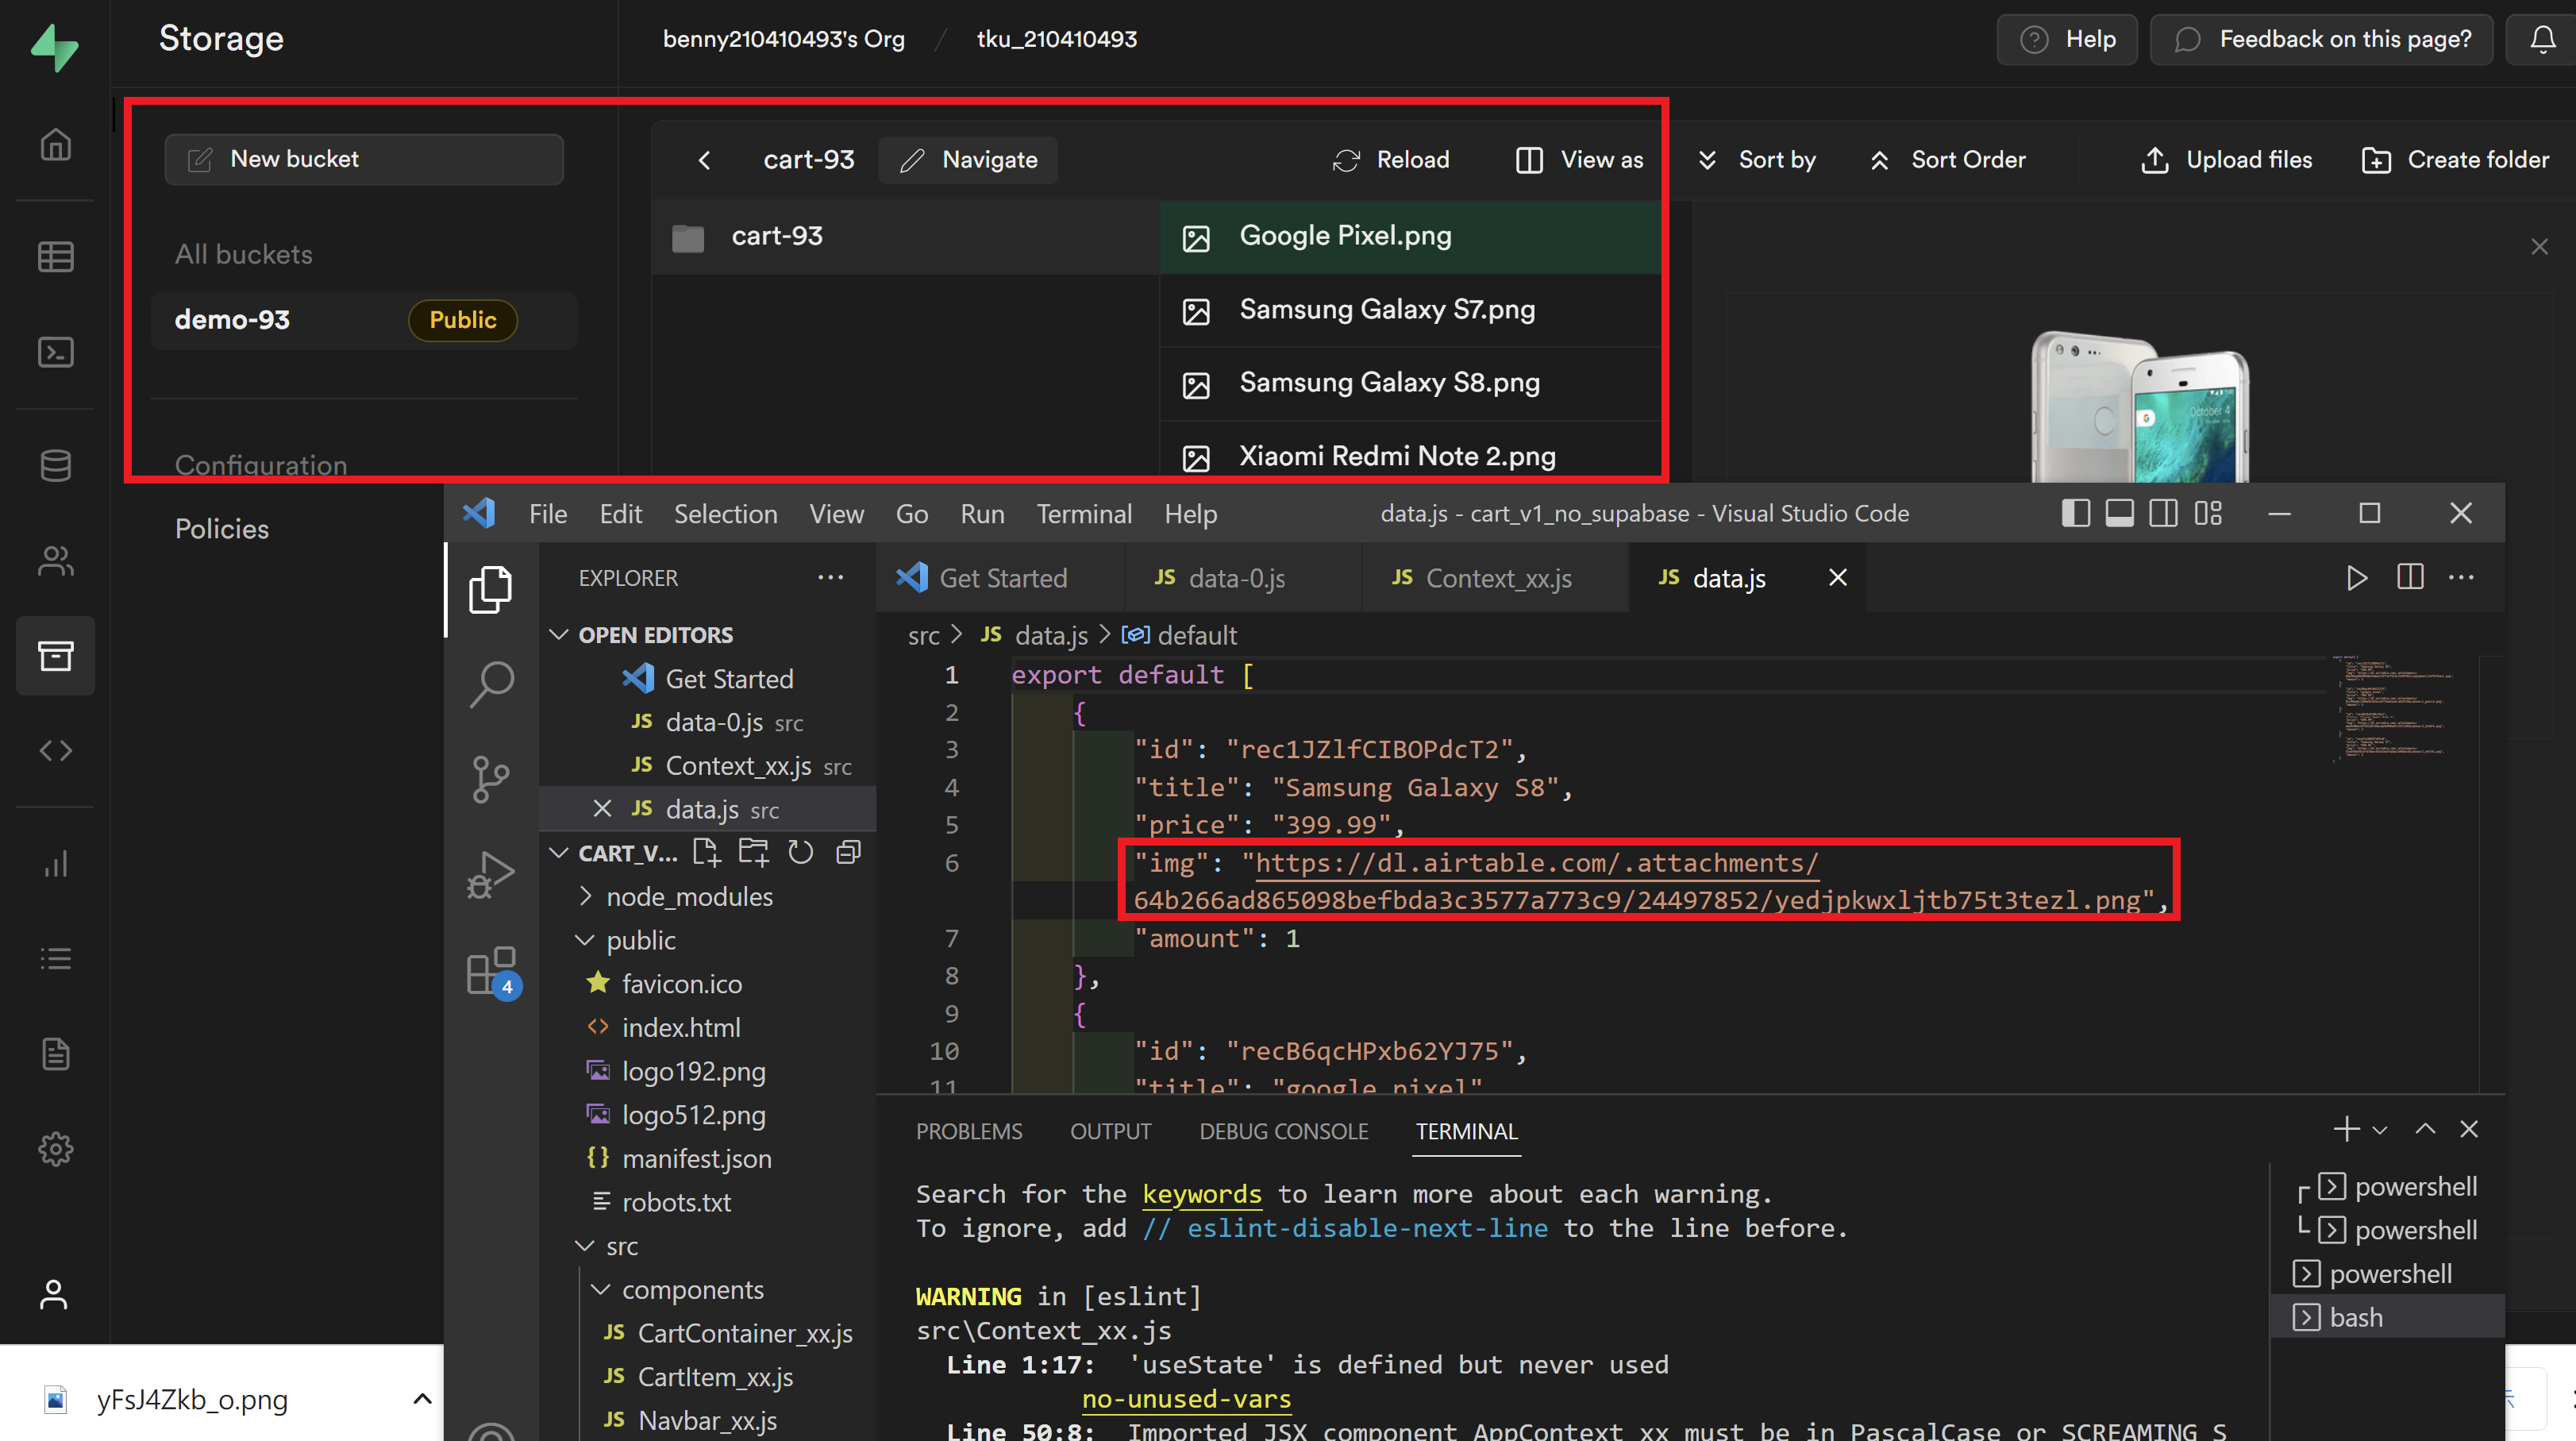 Storage
benny210410493's Org / tku_210410493
Help
Feedback on this page?
New bucket
All buckets
demo-93 Public
Configuration
Policies
cart-93 Navigate Reload View as Sort by Sort Order Upload files Create folder
cart-93
Google Pixel.png
Samsung Galaxy S7.png
Samsung Galaxy S8.png
Xiaomi Redmi Note 2.png
October 4
File Edit Selection View Go Run Terminal Help
data.js - cart_v1_no_supabase - Visual Studio Code
EXPLORER
OPEN EDITORS
Get Started
JS data-0.js src
JS Context_xx.js src
JS data.js src
CART_V...
node_modules
public
favicon.ico
index.html
logo192.png
logo512.png
{} manifest.json
robots.txt
src
components
JS CartContainer_xx.js
JS CartItem_xx.js
JS Navbar_xx.js
4
Get Started
JS data-0.js
JS Context_xx.js
JS data.js
src > JS data.js > default
1 export default [
2 {
3 "id": "rec1JZlfCIBOPdcT2",
4 "title": "Samsung Galaxy S8",
5 "price": "399.99",
6 "img": "https://dl.airtable.com/.attachments/
64b266ad865098befbda3c3577a773c9/24497852/yedjpkwxljtb75t3tezl.png",
7 "amount": 1
8 },
9 {
10 "id": "recB6qcHPxb62YJ75",
11 "title": "google pixel"
PROBLEMS OUTPUT DEBUG CONSOLE TERMINAL
Search for the keywords to learn more about each warning.
To ignore, add // eslint-disable-next-line to the line before.
WARNING in [eslint]
src\Context_xx.js
Line 1:17: 'useState' is defined but never used
no-unused-vars
Line 50:8: Imported JSX component AppContext_xx must be in PascalCase or SCREAMING_S
powershell
powershell
powershell
bash
yFsJ4Zkb_o.png